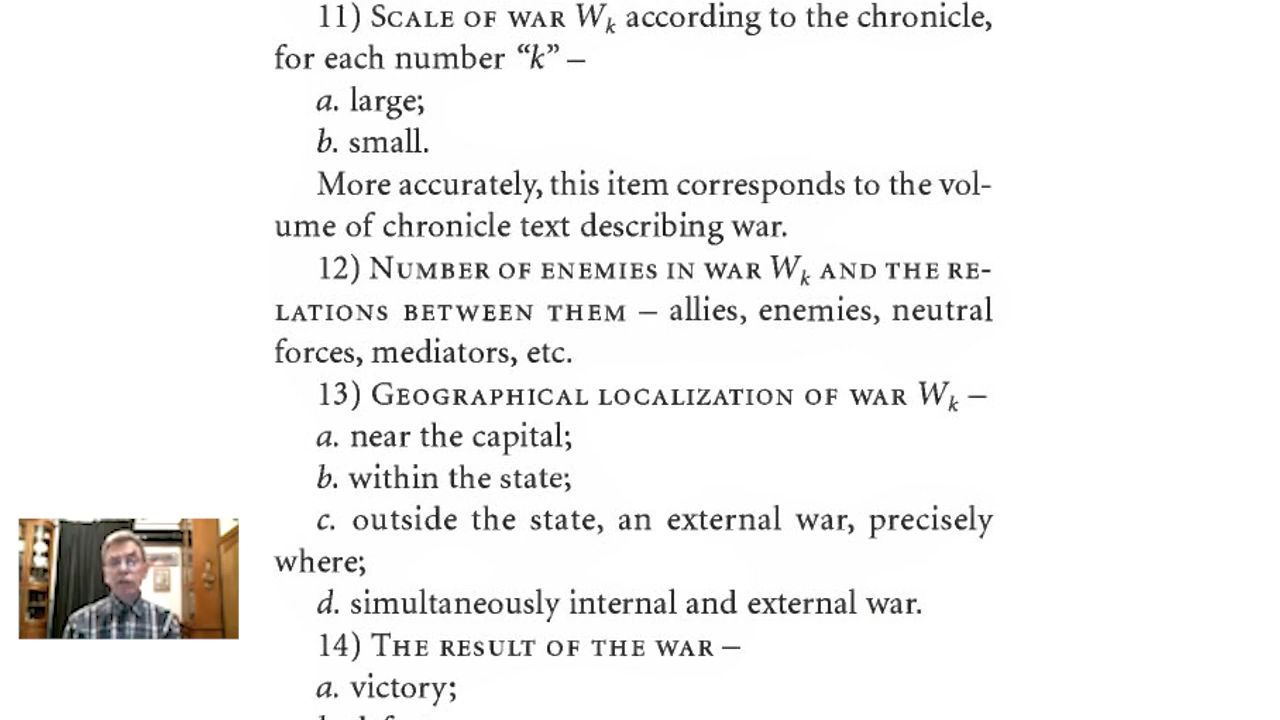 11) SCALE OF WAR Wk according to the chronicle,
for each number “k” –
a. large;
b. small.
More accurately, this item corresponds to the vol-
ume of chronicle text describing war.
12) NUMBER OF ENEMIES IN WAR Wk AND THE RE-
LATIONS BETWEEN THEM – allies, enemies, neutral
forces, mediators, etc.
13) GEOGRAPHICAL LOCALIZATION OF WAR Wk –
a. near the capital;
b. within the state;
c. outside the state, an external war, precisely
where;
d. simultaneously internal and external war.
14) THE RESULT OF THE WAR –
a. victory;